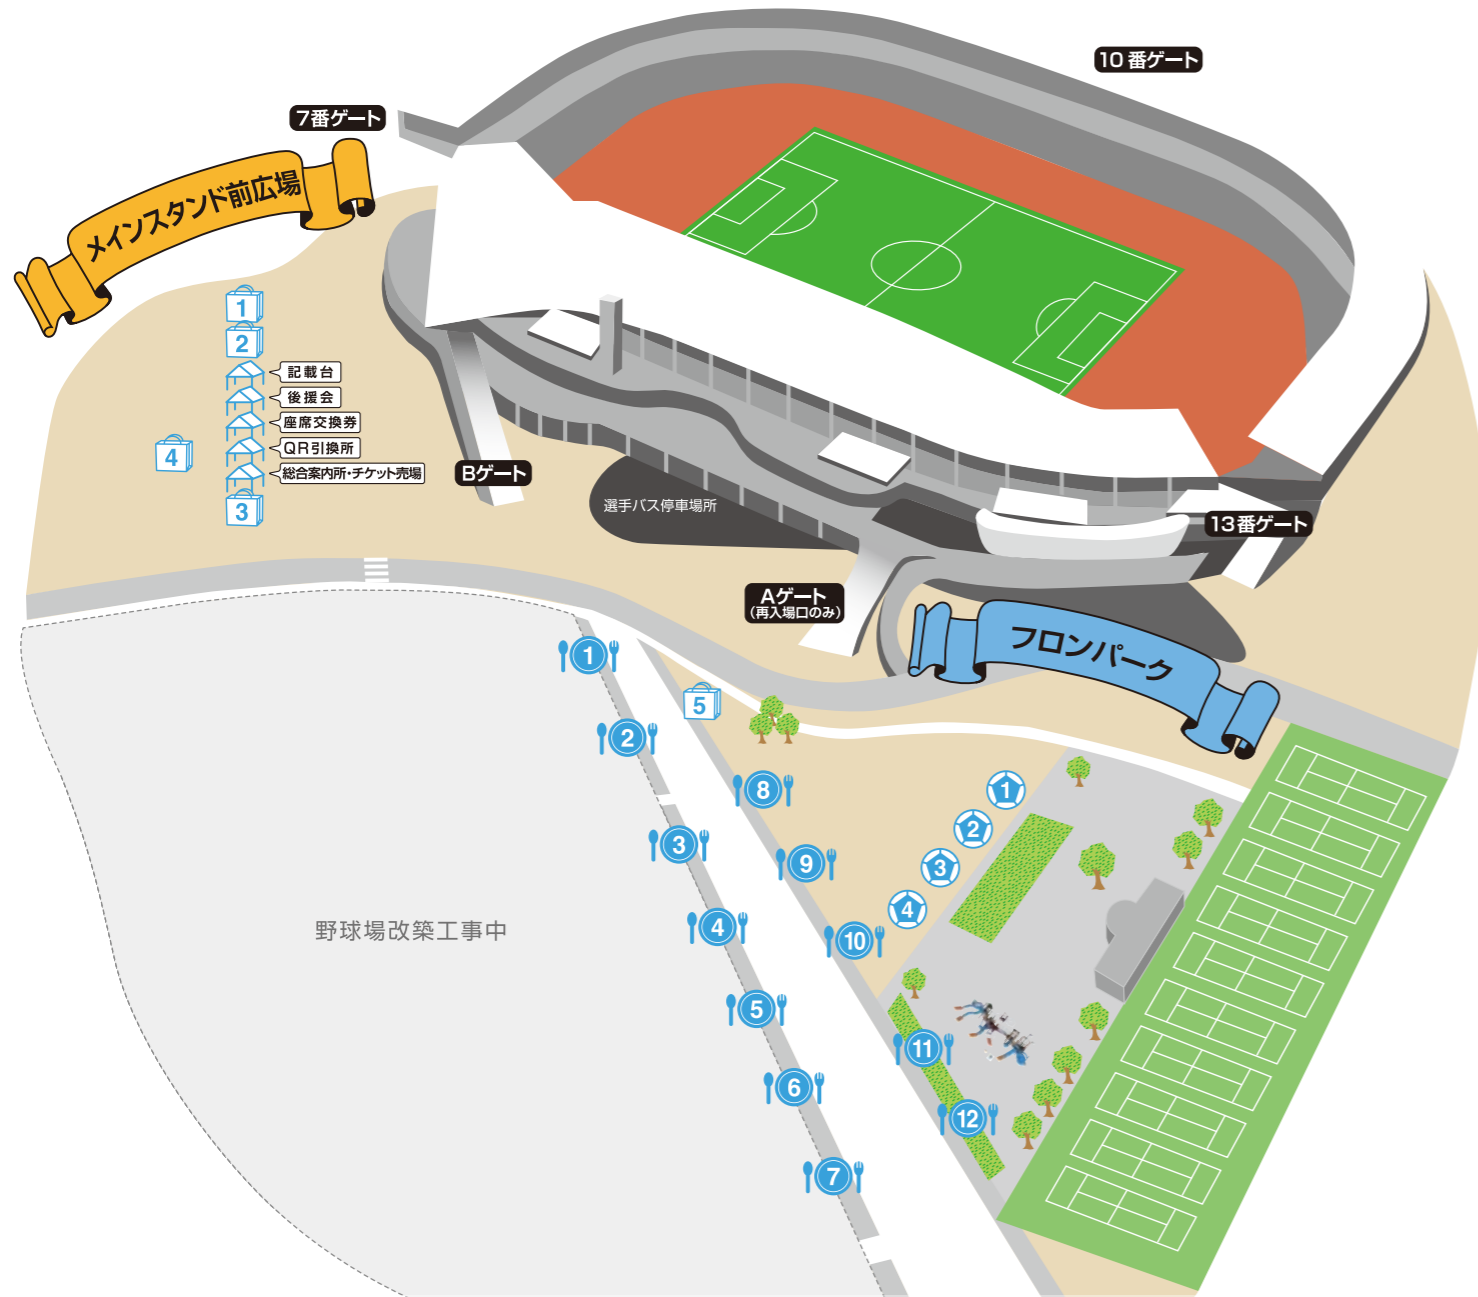 10番ゲート
7番ゲート
メインスタンド前広場
1
2
記載台
後援会
座席交換券
4
QR引換所
総合案内所・チケット売場
3
Bゲート
選手バス停車場所
13番ゲート
Aゲート
(再入場口のみ)
フロンパーク
1
5
2
8
1
2
3
9
3
4
4
10
野球場改築工事中
5
11
6
12
7